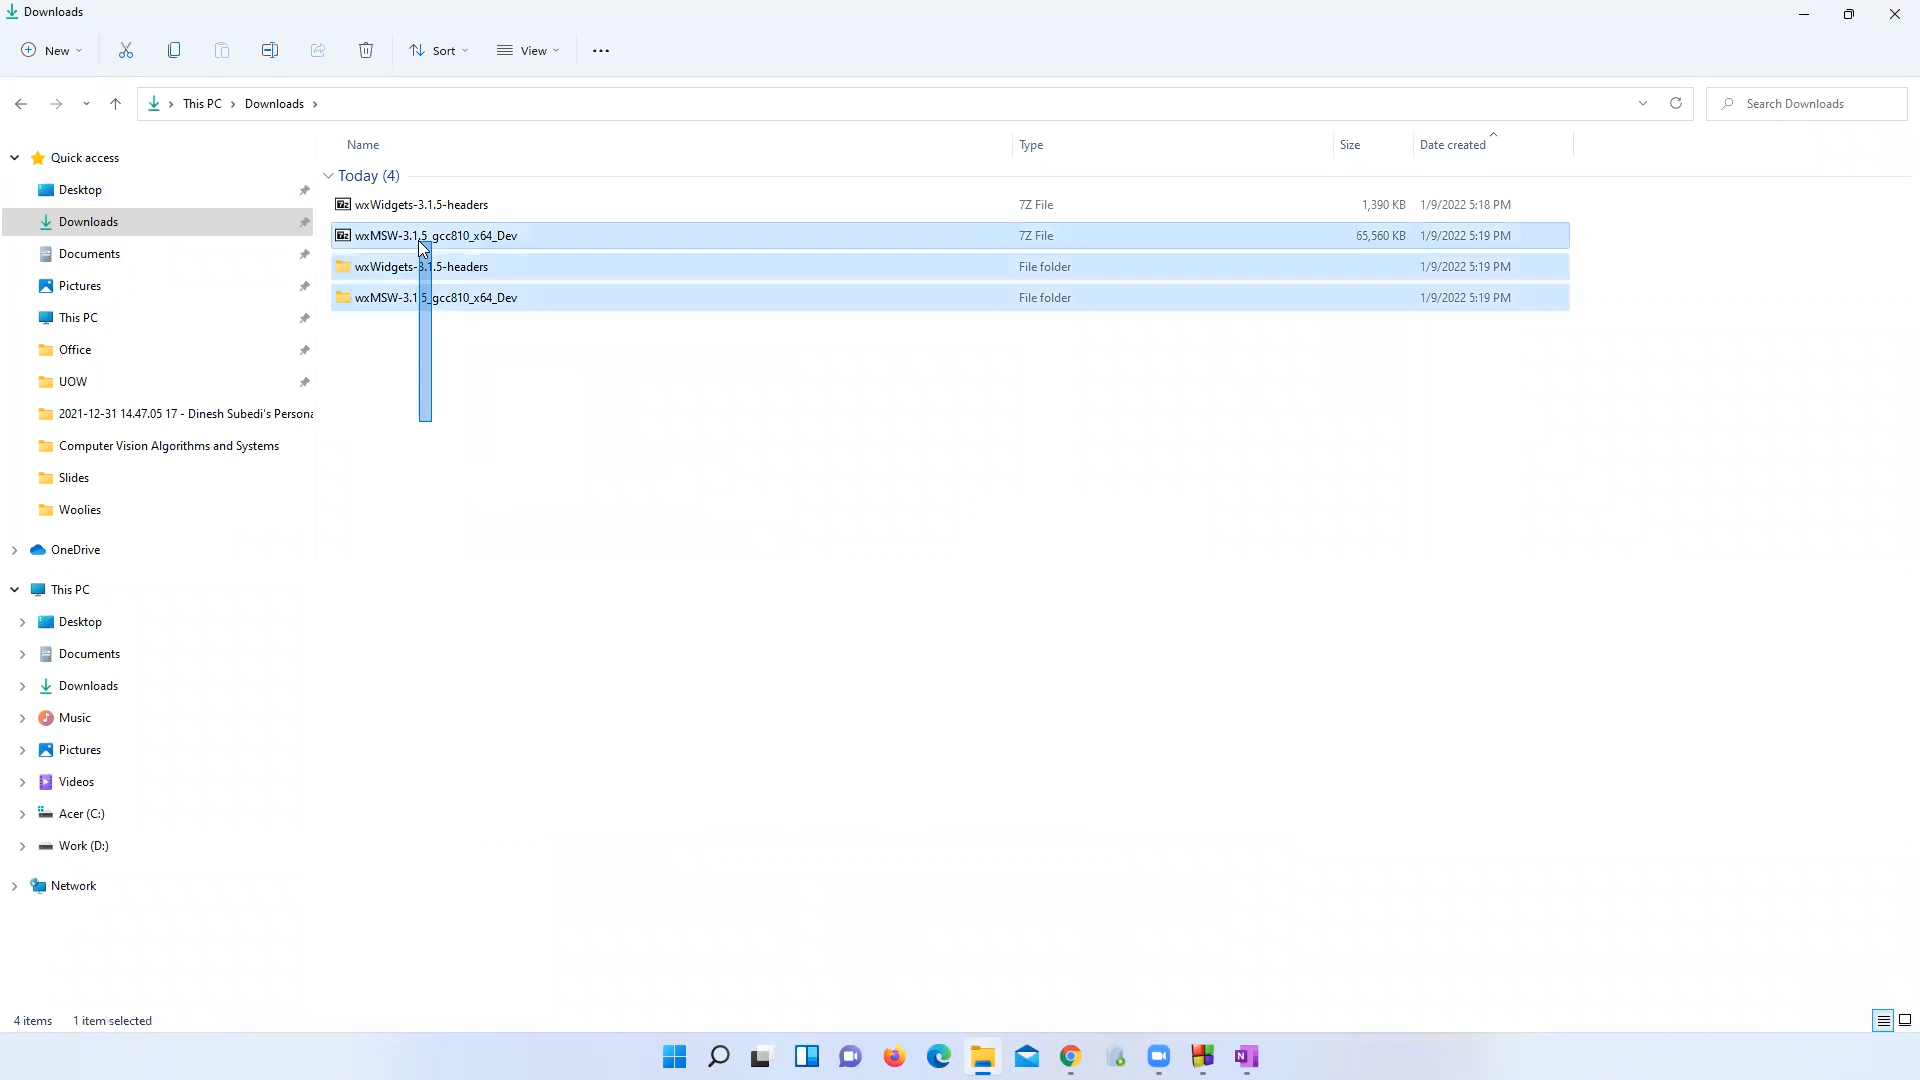 Downloads
New
Sort
View
This PC
Downloads
Search Downloads
Name
Type
Size
Date created
Quick access
Desktop
Downloads
Documents
Pictures
This PC
Office
UOW
2021-12-31 14.47.05 17 - Dinesh Subedi's Persona
Computer Vision Algorithms and Systems
Slides
Woolies
OneDrive
This PC
Desktop
Documents
Downloads
Music
Pictures
Videos
Acer (C:)
Work (D:)
Network
Today (4)
wxWidgets-3.1.5-headers 7Z File 1,390 KB 1/9/2022 5:18 PM
wxMSW-3.1.5_gcc810_x64_Dev 7Z File 65,560 KB 1/9/2022 5:19 PM
wxWidgets-3.1.5-headers File folder 1/9/2022 5:19 PM
wxMSW-3.1.5_gcc810_x64_Dev File folder 1/9/2022 5:19 PM
4 items 1 item selected